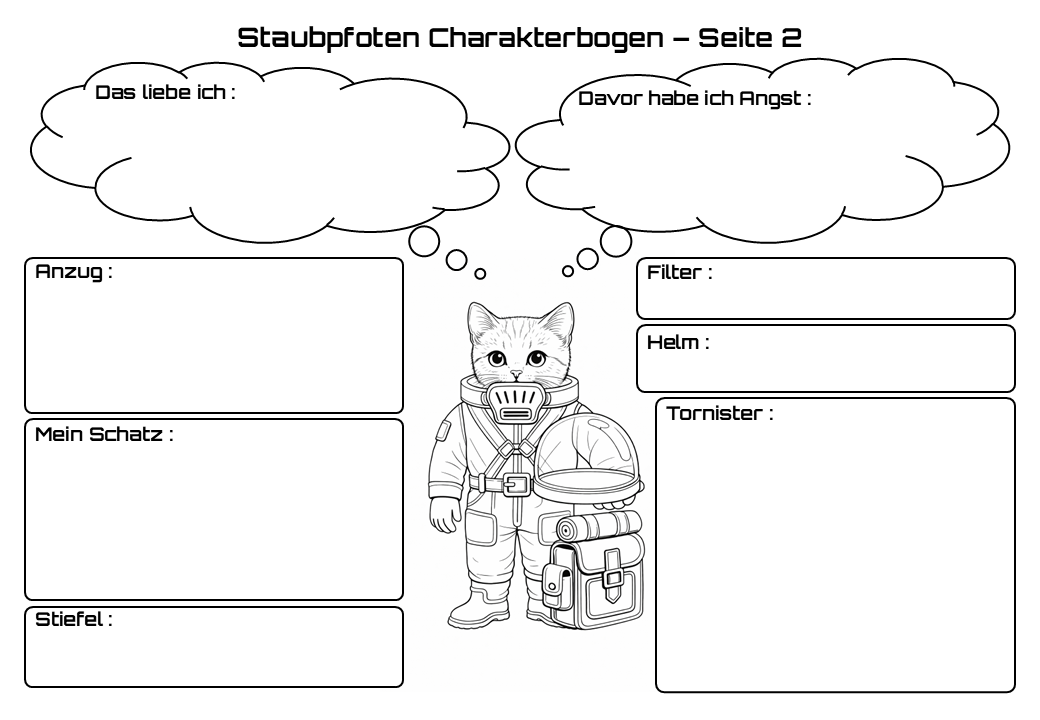 Staubpfoten Charakterbogen – Seite 2
Das liebe ich :
Davor habe ich Angst :
Anzug :
Mein Schatz :
Stiefel :
Filter :
Helm :
Tornister :